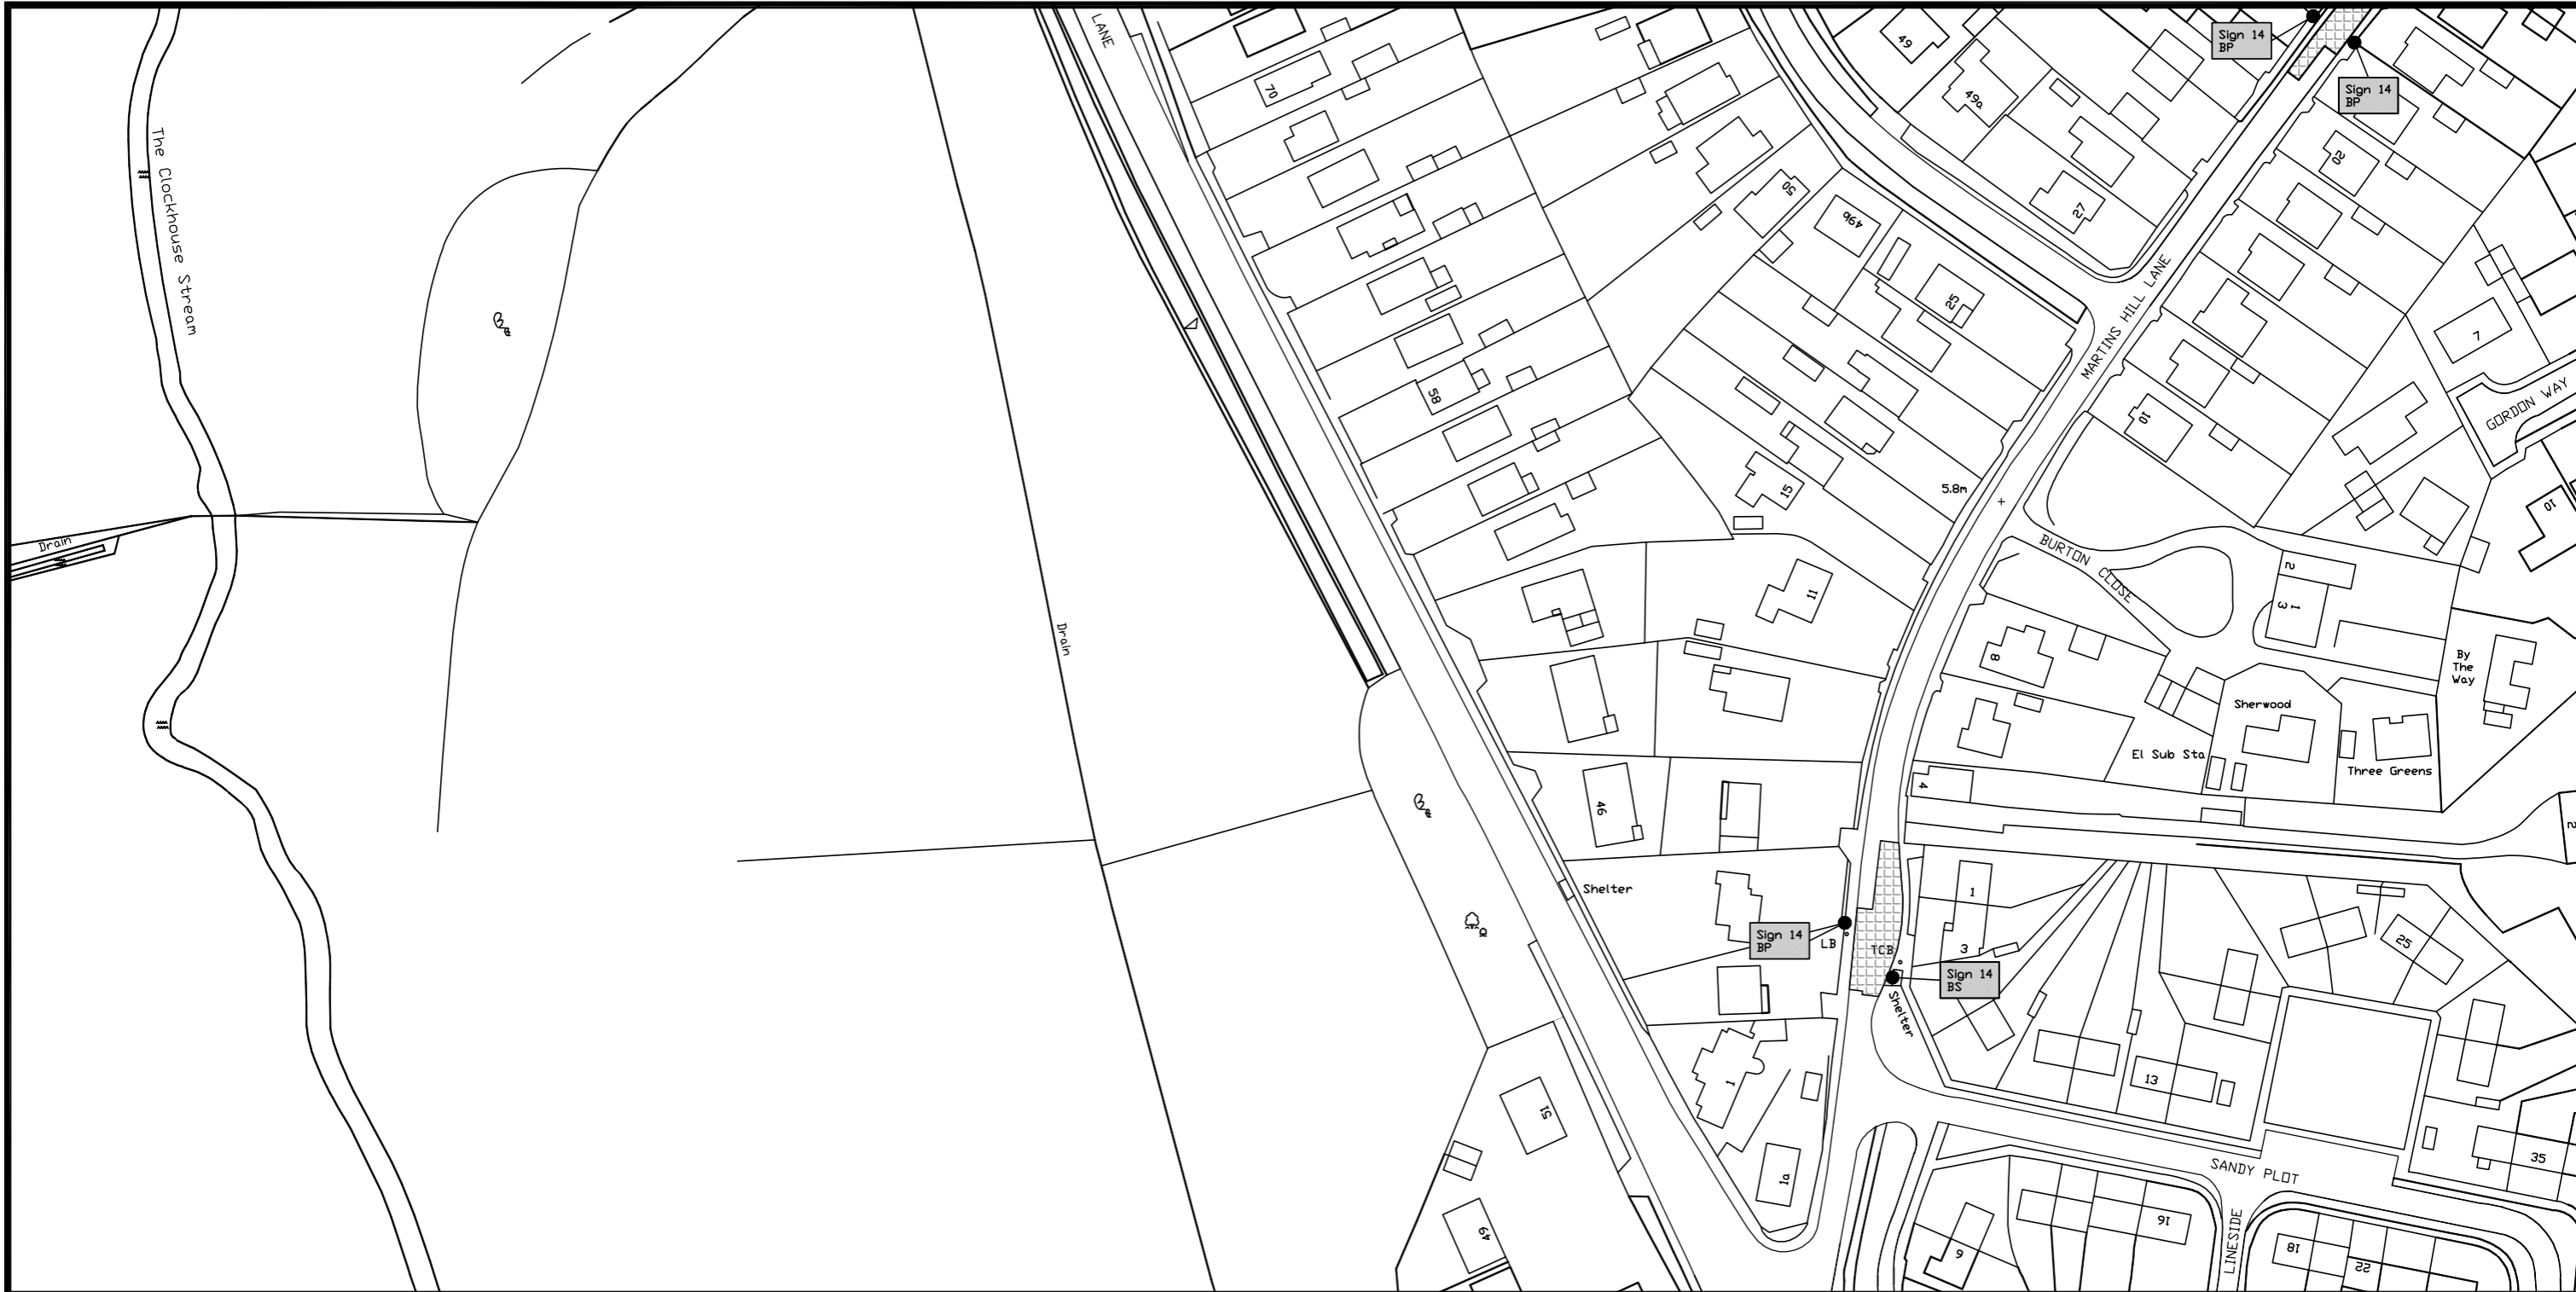 LANE
70
49
49a
Sign 14
BP
Sign 14
BP
The Clockhouse Stream
50
49b
27
20
25
MARTINS HILL LANE
7
58
10
GORDON WAY
15
5.8m
10
Drain
BURTON CLOSE
2
1
3
11
Drain
8
By
The
Way
Sherwood
El Sub Sta
Three Greens
46
4
2
Shelter
1
Sign 14
BP
LB
TCB
3
25
Sign 14
BS
Shelter
1
13
51
1a
35
SANDY PLOT
49
9
16
LINESIDE
18
22